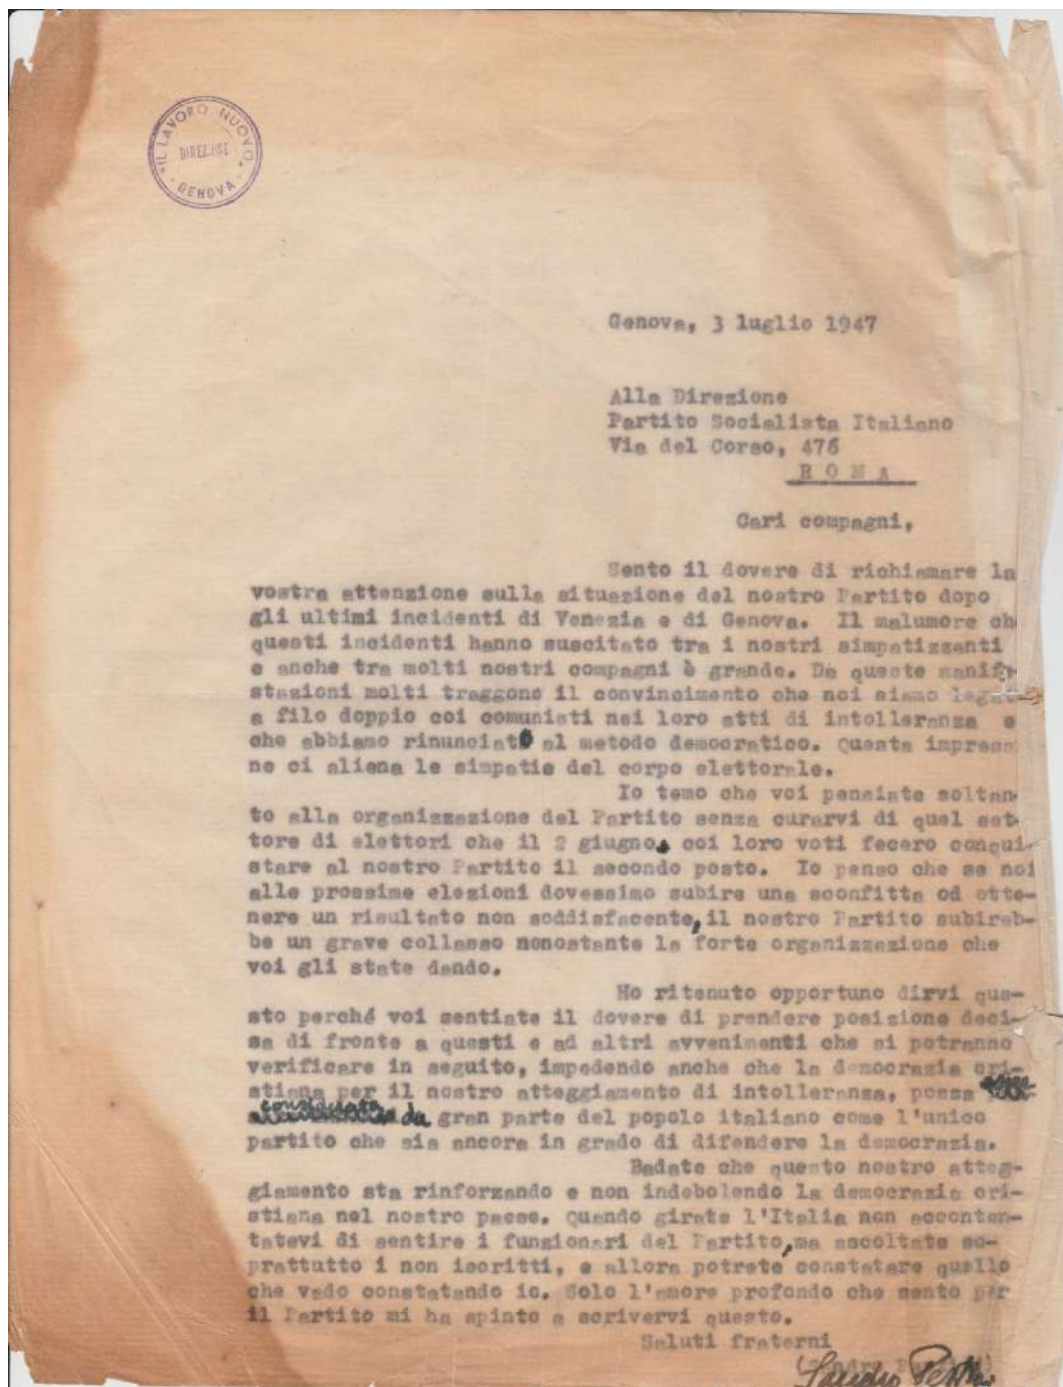 IL LAVORO NUOVO
DIREZIONE
GENOVA
Genova, 3 luglio 1947
Alla Direzione
Partito Socialista Italiano
Via del Corso, 476
ROMA
Cari compagni,
Sento il dovere di richiamare la
vostra attenzione sulla situazione del nostro Partito dopo
gli ultimi incidenti di Venezia e di Genova. Il malumore ch
questi incidenti hanno suscitato tra i nostri simpatizzanti
e anche tra molti nostri compagni è grande. Da queste manife
stazioni molti traggono il convincimento che noi siamo legat
a filo doppio coi comunisti nei loro atti di intolleranza e
che abbiamo rinunciato al metodo democratico. Questa impress
ne ci aliena le simpatie del corpo elettorale.
Io temo che voi pensiate soltan-
to alla organizzazione del Partito senza curarvi di quel set-
tore di elettori che il 2 giugno, coi loro voti fecero conqui-
stare al nostro Partito il secondo posto. Io penso che se noi
alle prossime elezioni dovessimo subire una sconfitta od otte-
nere un risultato non soddisfacente, il nostro Partito subireb-
be un grave collasso nonostante la forte organizzazione che
voi gli state dando.
Ho ritenuto opportuno dirvi que-
sto perché voi sentiate il dovere di prendere posizione deci-
sa di fronte a questi e ad altri avvenimenti che si potranno
verificare in seguito, impedendo anche che la democrazia cri-
stiana per il nostro atteggiamento di intolleranza, possa
considerata da gran parte del popolo italiano come l'unico
partito che sia ancora in grado di difendere la democrazia.
Badate che questo nostro atteg-
giamento sta rinforzando e non indebolendo la democrazia cri-
stiana nel nostro paese. Quando girate l'Italia non acconten-
tatevi di sentire i funzionari del Partito, ma ascoltate so-
prattutto i non iscritti, e allora potrete constatare quello
che vado constatando io. Solo l'amore profondo che sento per
il Partito mi ha spinto a scrivervi questo.
Saluti fraterni
Sandro Pertini